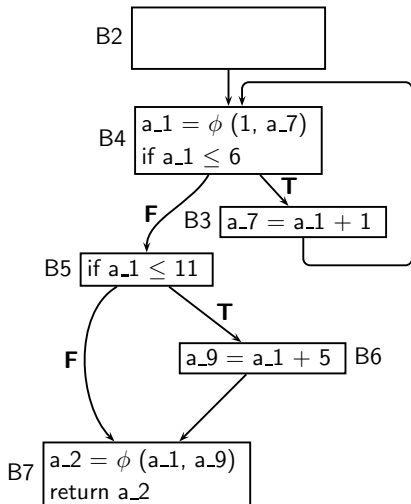 B2
B4
a_1 = ϕ (1, a_7)
if a_1 ≤ 6
T
F
B3
a_7 = a_1 + 1
B5
if a_1 ≤ 11
T
F
a_9 = a_1 + 5
B6
B7
a_2 = ϕ (a_1, a_9)
return a_2